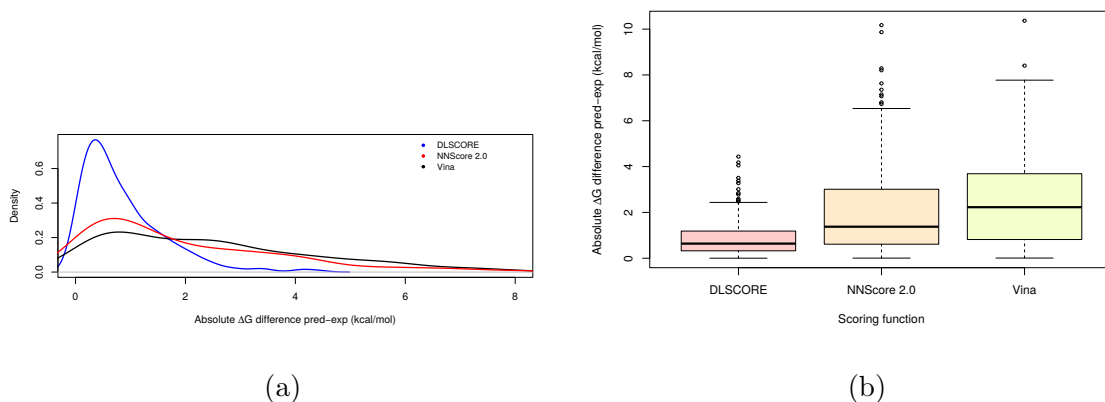 DLSCORE
NNScore 2.0
Vina
Density
0.0 0.2 0.4 0.6
0 2 4 6 8
Absolute ΔG difference pred−exp (kcal/mol)
(a)
Absolute ΔG difference pred−exp (kcal/mol)
0 2 4 6 8 10
DLSCORE NNScore 2.0 Vina
Scoring function
(b)